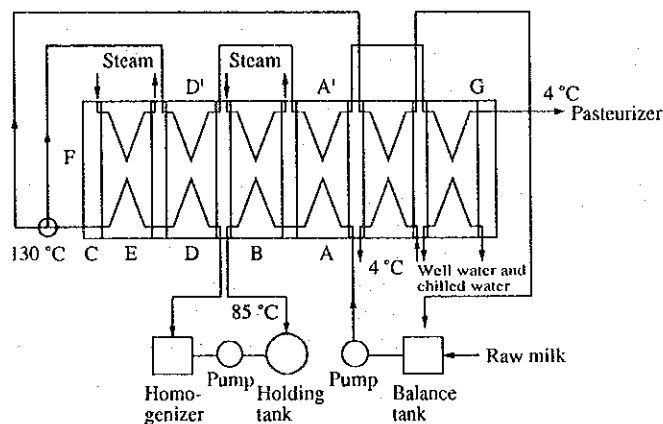 Steam
D'
Steam
A'
G
4 °C
Pasteurizer
F
130 °C
C
E
D
B
A
4 °C
Well water and
chilled water
85 °C
Raw milk
Homo-
genizer
Pump
Holding
tank
Pump
Balance
tank